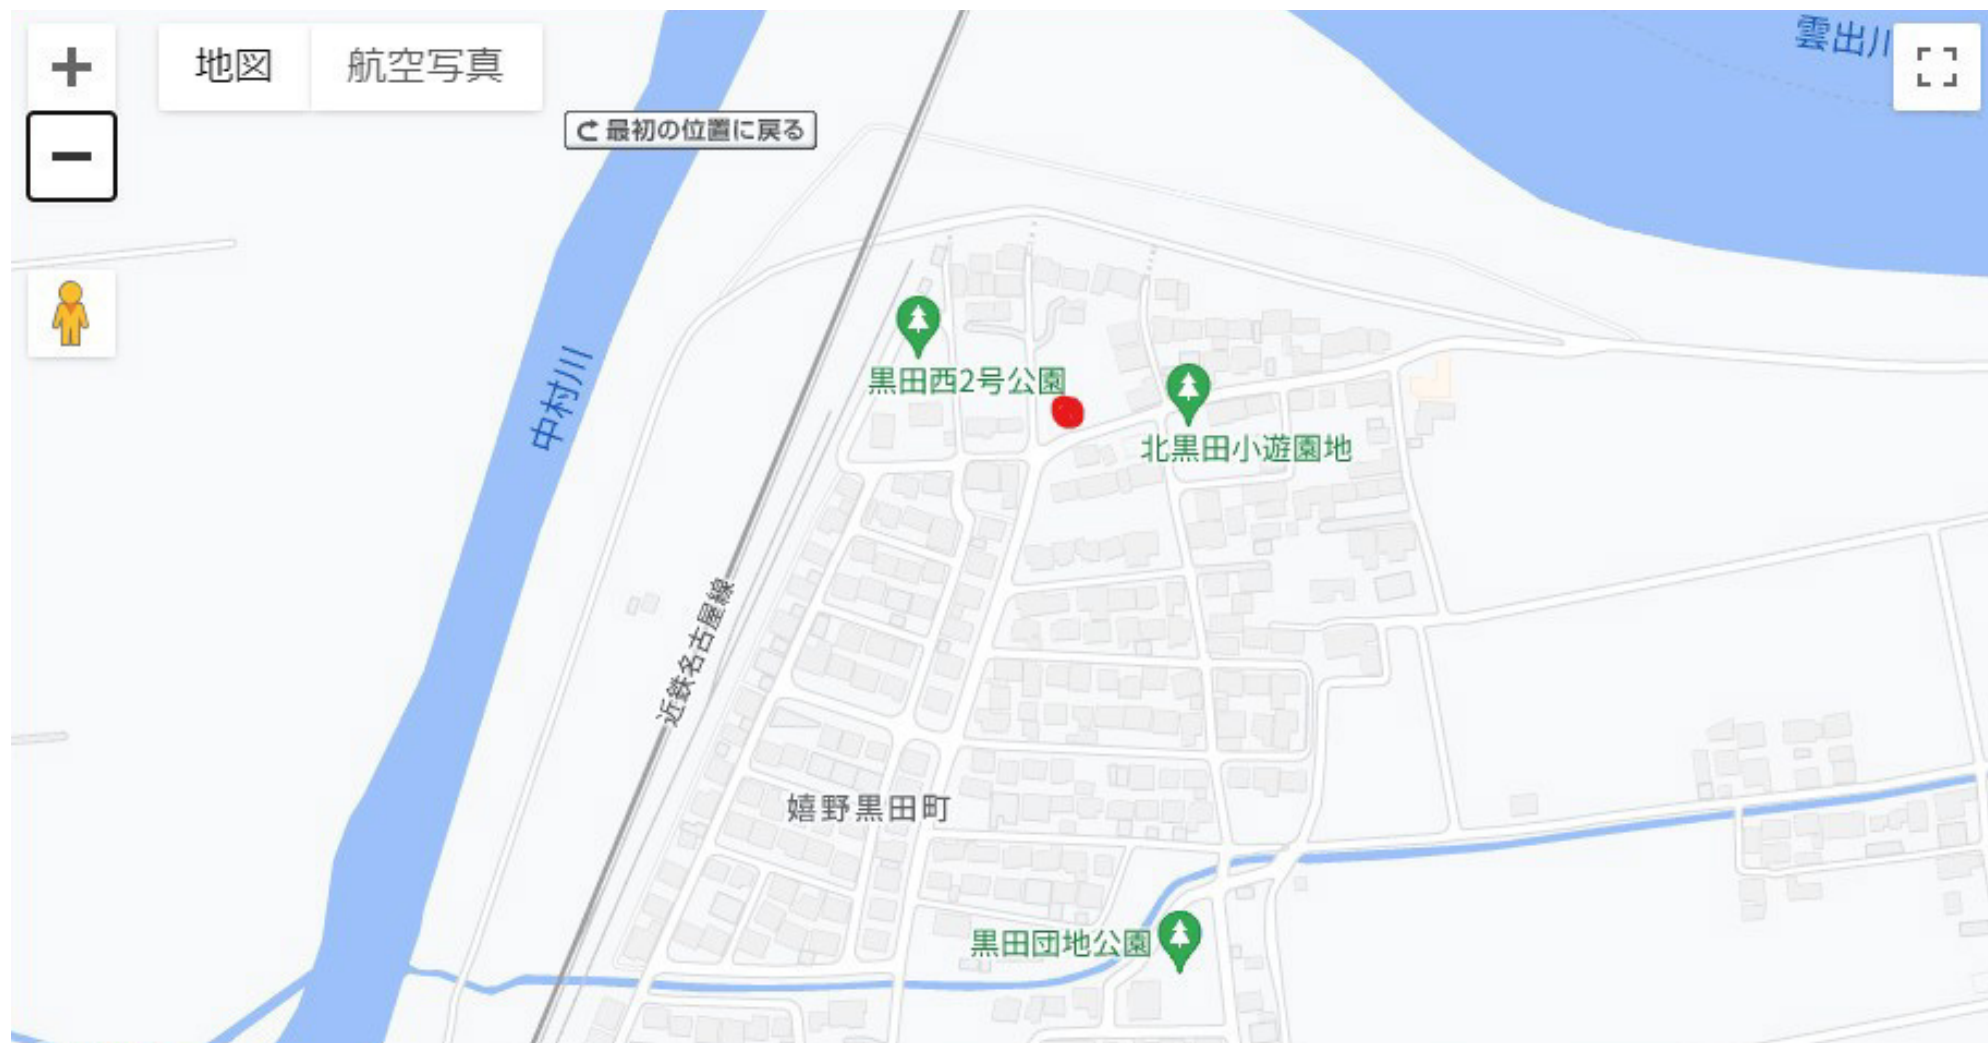 地図
航空写真
雲出川
最初の位置に戻る
黒田西2号公園
中村川
北黒田小遊園地
近鉄名古屋線
嬉野黒田町
黒田団地公園